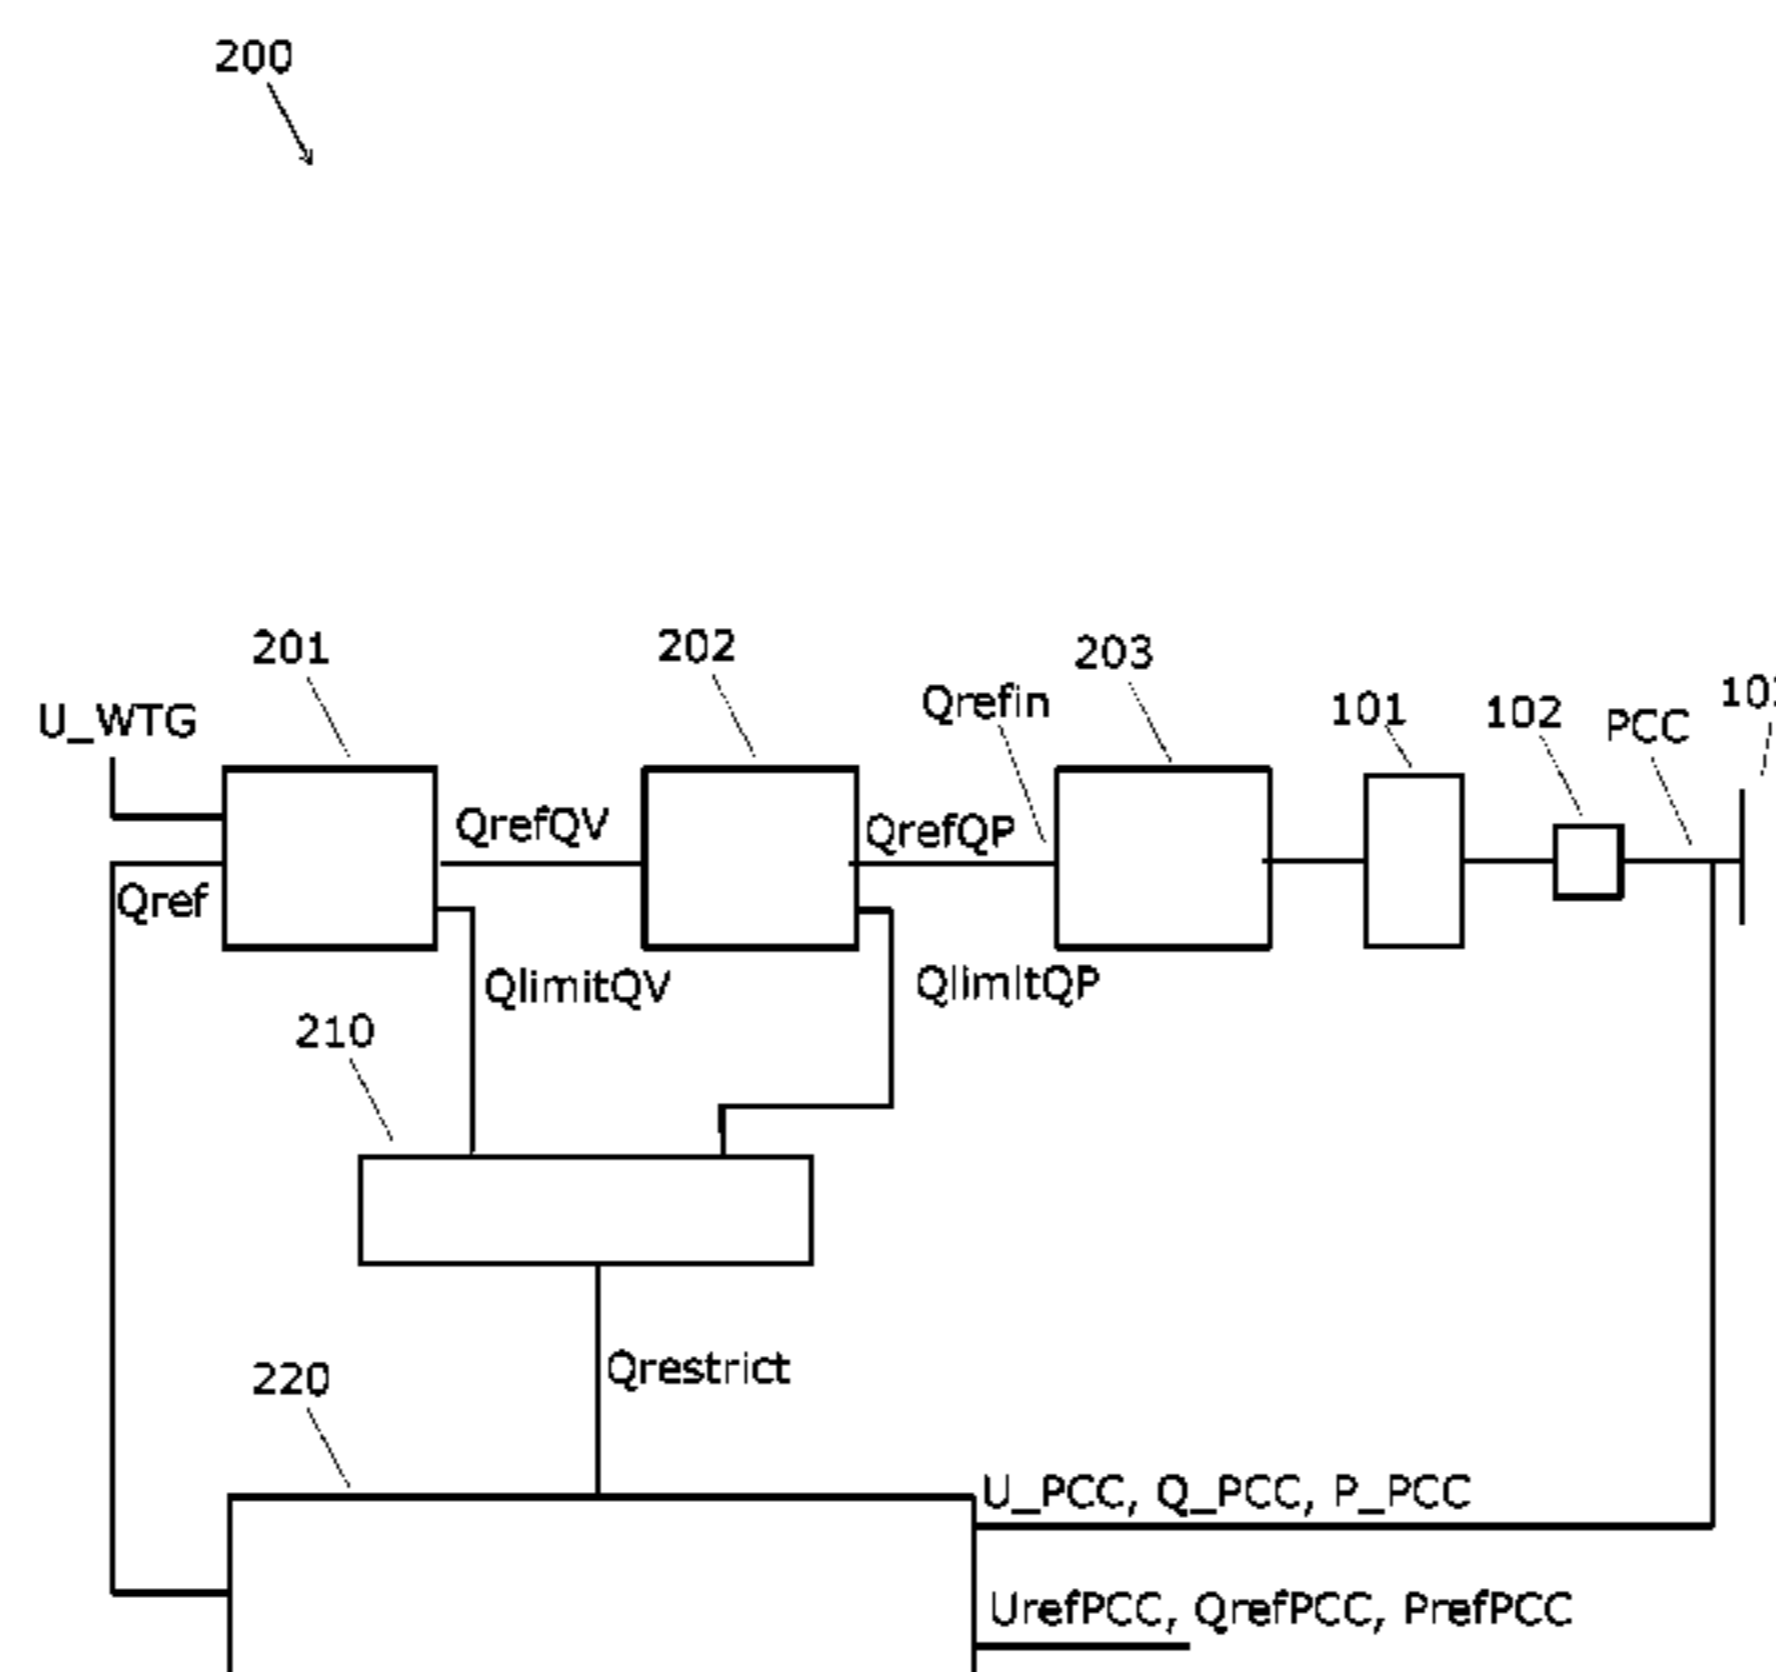 200
201
202
203
Qrefin
101
102
PCC
U_WTG
QrefQV
QrefQP
Qref
QlimitQV
QlimitQP
210
220
Qrestrict
U_PCC, Q_PCC, P_PCC
UrefPCC, QrefPCC, PrefPCC